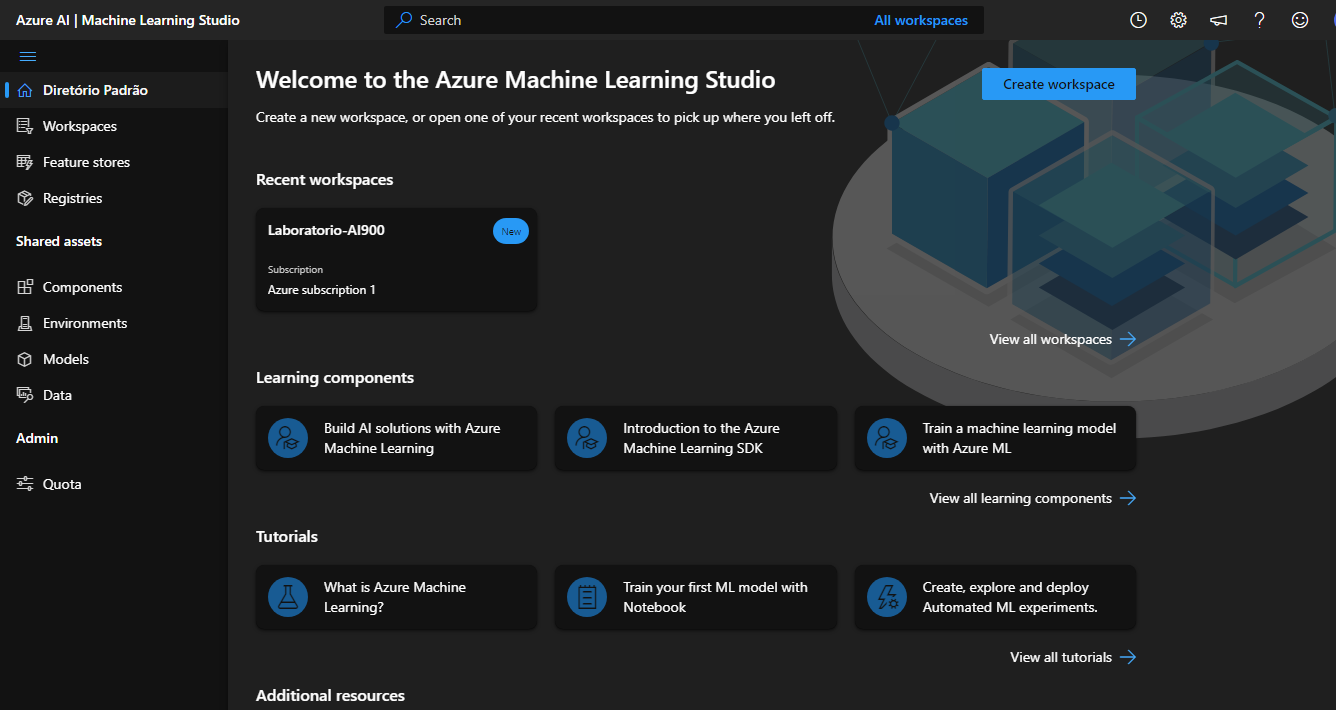 Azure AI | Machine Learning Studio
Search
All workspaces
Diretório Padrão
Workspaces
Feature stores
Registries
Shared assets
Components
Environments
Models
Data
Admin
Quota
Welcome to the Azure Machine Learning Studio
Create workspace
Create a new workspace, or open one of your recent workspaces to pick up where you left off.
Recent workspaces
Laboratorio-AI900
New
Subscription
Azure subscription 1
View all workspaces
Learning components
Build AI solutions with Azure
Machine Learning
Introduction to the Azure
Machine Learning SDK
Train a machine learning model
with Azure ML
View all learning components
Tutorials
What is Azure Machine
Learning?
Train your first ML model with
Notebook
Create, explore and deploy
Automated ML experiments.
View all tutorials
Additional resources